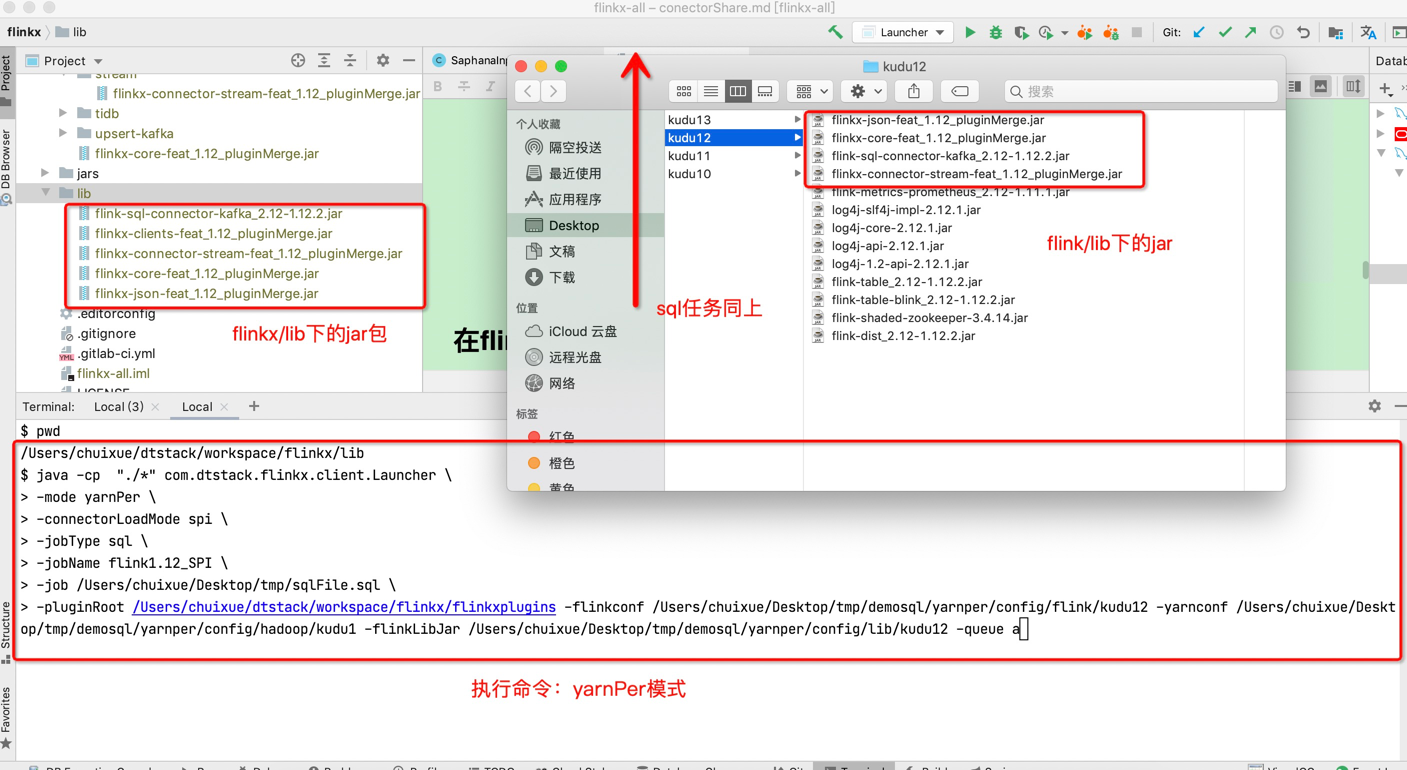 flinkx-all – conectorShare.md [flinkx-all]
flinkx
lib
Launcher
Git:
Project
Project
DB Browser
Structure
Favorites
stream
flinkx-connector-stream-feat_1.12_pluginMerge.jar
tidb
upsert-kafka
flinkx-core-feat_1.12_pluginMerge.jar
jars
lib
flink-sql-connector-kafka_2.12-1.12.2.jar
flinkx-clients-feat_1.12_pluginMerge.jar
flinkx-connector-stream-feat_1.12_pluginMerge.jar
flinkx-core-feat_1.12_pluginMerge.jar
flinkx-json-feat_1.12_pluginMerge.jar
.editorconfig
flinkx/lib下的jar包
.gitignore
.gitlab-ci.yml
flinkx-all.iml
LICENSE
SaphanaInp
在flin
Datab
kudu12
搜索
个人收藏
隔空投送
最近使用
应用程序
Desktop
文稿
下载
位置
iCloud 云盘
远程光盘
网络
标签
红色
橙色
黄色
kudu13
kudu12
kudu11
kudu10
flinkx-json-feat_1.12_pluginMerge.jar
flinkx-core-feat_1.12_pluginMerge.jar
flink-sql-connector-kafka_2.12-1.12.2.jar
flinkx-connector-stream-feat_1.12_pluginMerge.jar
flink-metrics-prometheus_2.12-1.11.1.jar
log4j-slf4j-impl-2.12.1.jar
log4j-core-2.12.1.jar
log4j-api-2.12.1.jar
log4j-1.2-api-2.12.1.jar
flink-table_2.12-1.12.2.jar
flink-table-blink_2.12-1.12.2.jar
flink-shaded-zookeeper-3.4.14.jar
flink-dist_2.12-1.12.2.jar
flink/lib下的jar
sql任务同上
Terminal:
Local (3)
Local
$ pwd
/Users/chuixue/dtstack/workspace/flinkx/lib
$ java -cp  "./*" com.dtstack.flinkx.client.Launcher \
> -mode yarnPer \
> -connectorLoadMode spi \
> -jobType sql \
> -jobName flink1.12_SPI \
> -job /Users/chuixue/Desktop/tmp/sqlFile.sql \
> -pluginRoot /Users/chuixue/dtstack/workspace/flinkx/flinkxplugins -flinkconf /Users/chuixue/Desktop/tmp/demosql/yarnper/config/flink/kudu12 -yarnconf /Users/chuixue/Deskt
op/tmp/demosql/yarnper/config/hadoop/kudu1 -flinkLibJar /Users/chuixue/Desktop/tmp/demosql/yarnper/config/lib/kudu12 -queue a
执行命令：yarnPer模式